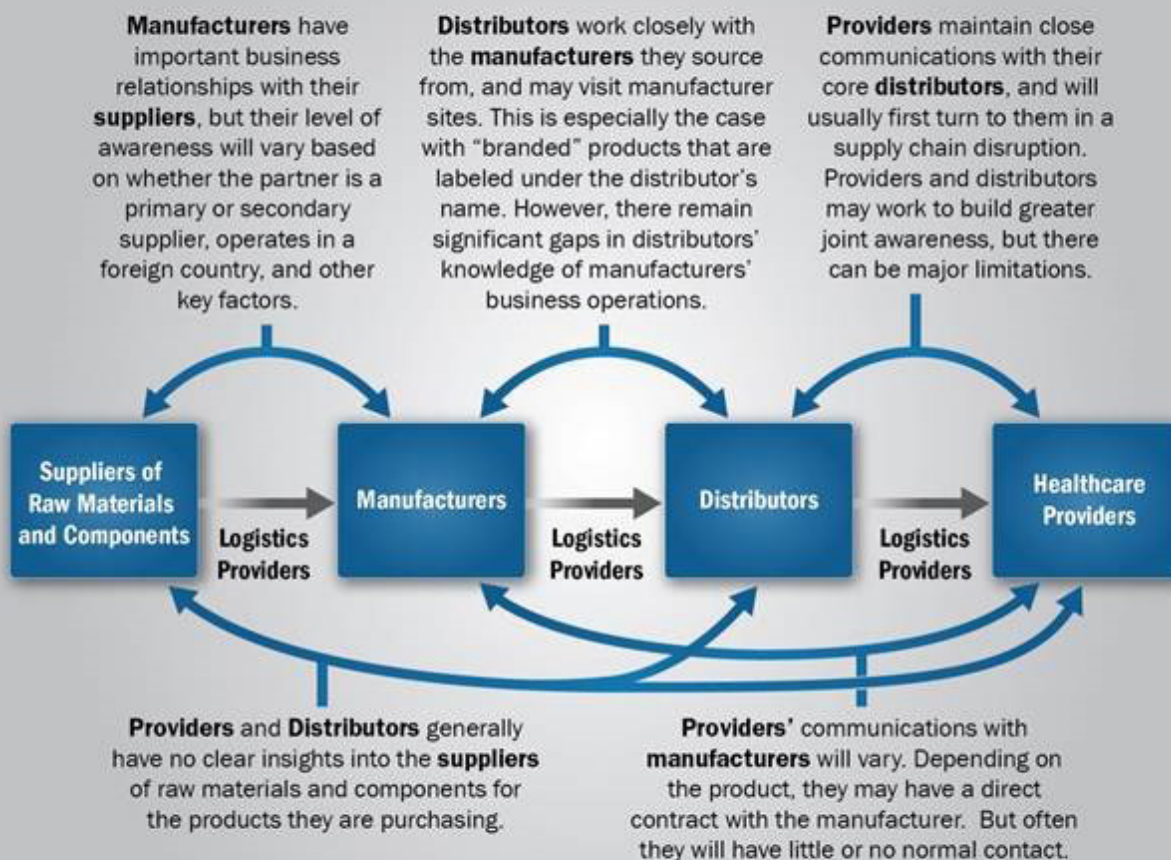 Manufacturers have
important business
relationships with their
suppliers, but their level of
awareness will vary based
on whether the partner is a
primary or secondary
supplier, operates in a
foreign country, and other
key factors.
Distributors work closely with
the manufacturers they source
from, and may visit manufacturer
sites. This is especially the case
with “branded” products that are
labeled under the distributor’s
name. However, there remain
significant gaps in distributors’
knowledge of manufacturers’
business operations.
Providers maintain close
communications with their
core distributors, and will
usually first turn to them in a
supply chain disruption.
Providers and distributors
may work to build greater
joint awareness, but there
can be major limitations.
Suppliers of
Raw Materials
and Components
Logistics
Providers
Manufacturers
Logistics
Providers
Distributors
Logistics
Providers
Healthcare
Providers
Providers and Distributors generally
have no clear insights into the suppliers
of raw materials and components for
the products they are purchasing.
Providers’ communications with
manufacturers will vary. Depending on
the product, they may have a direct
contract with the manufacturer. But often
they will have little or no normal contact.